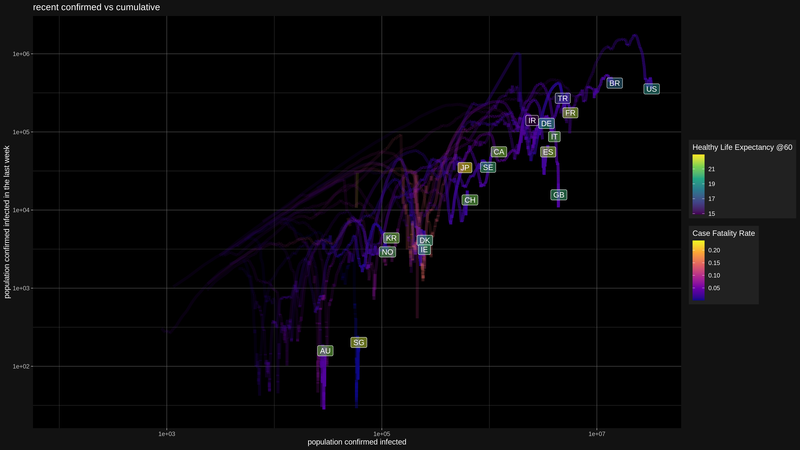 recent confirmed vs cumulative
population confirmed infected in the last week
1e+06
1e+05
1e+04
1e+03
1e+02
BR
US
TR
FR
IR
DE
IT
CA
ES
JP
SE
GB
CH
KR
DK
NO
IE
SG
AU
1e+03
1e+05
1e+07
population confirmed infected
Healthy Life Expectancy @60
21
19
17
15
Case Fatality Rate
0.20
0.15
0.10
0.05